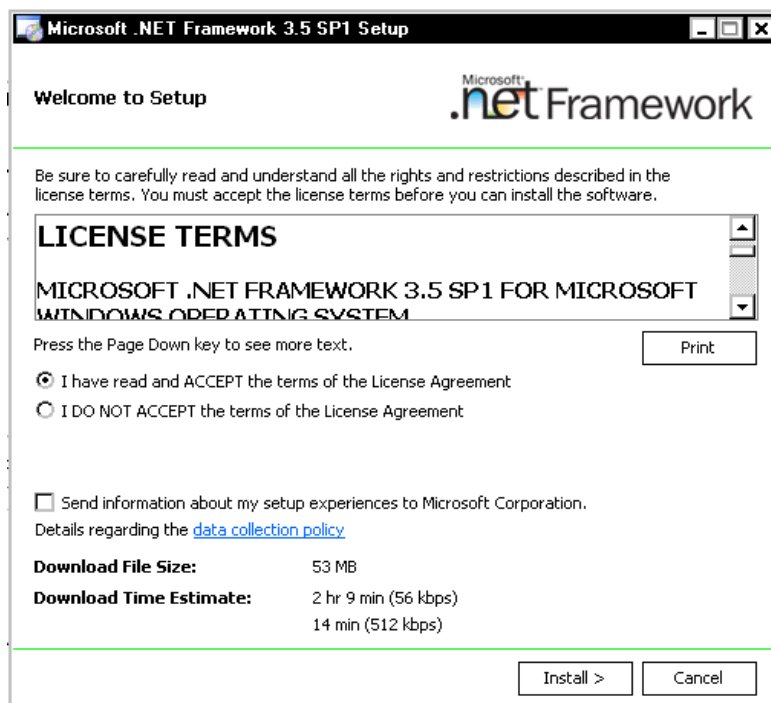 Microsoft .NET Framework 3.5 SP1 Setup
Welcome to Setup
Microsoft
.net Framework
Be sure to carefully read and understand all the rights and restrictions described in the
license terms. You must accept the license terms before you can install the software.
LICENSE TERMS
MICROSOFT .NET FRAMEWORK 3.5 SP1 FOR MICROSOFT
WINDOWS OPERATING SYSTEM
Press the Page Down key to see more text.
Print
I have read and ACCEPT the terms of the License Agreement
I DO NOT ACCEPT the terms of the License Agreement
Send information about my setup experiences to Microsoft Corporation.
Details regarding the data collection policy
Download File Size: 53 MB
Download Time Estimate: 2 hr 9 min (56 kbps)
14 min (512 kbps)
Install >
Cancel